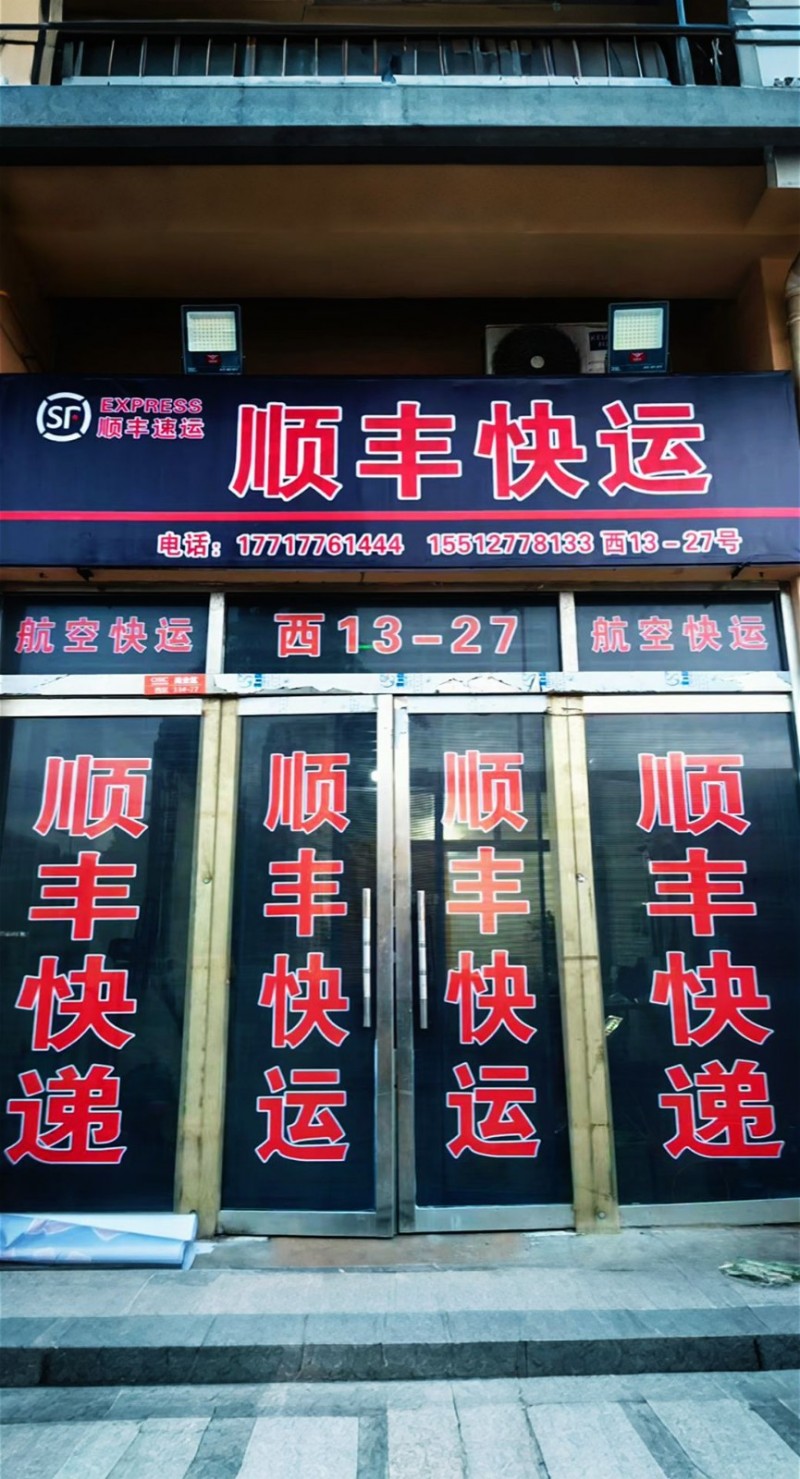 SF EXPRESS
顺丰速运
顺丰快运
电话：17717761444 15512778133 西13-27号
航空快运
西13-27
航空快运
顺丰快递
顺丰快运
顺丰快运
顺丰快递